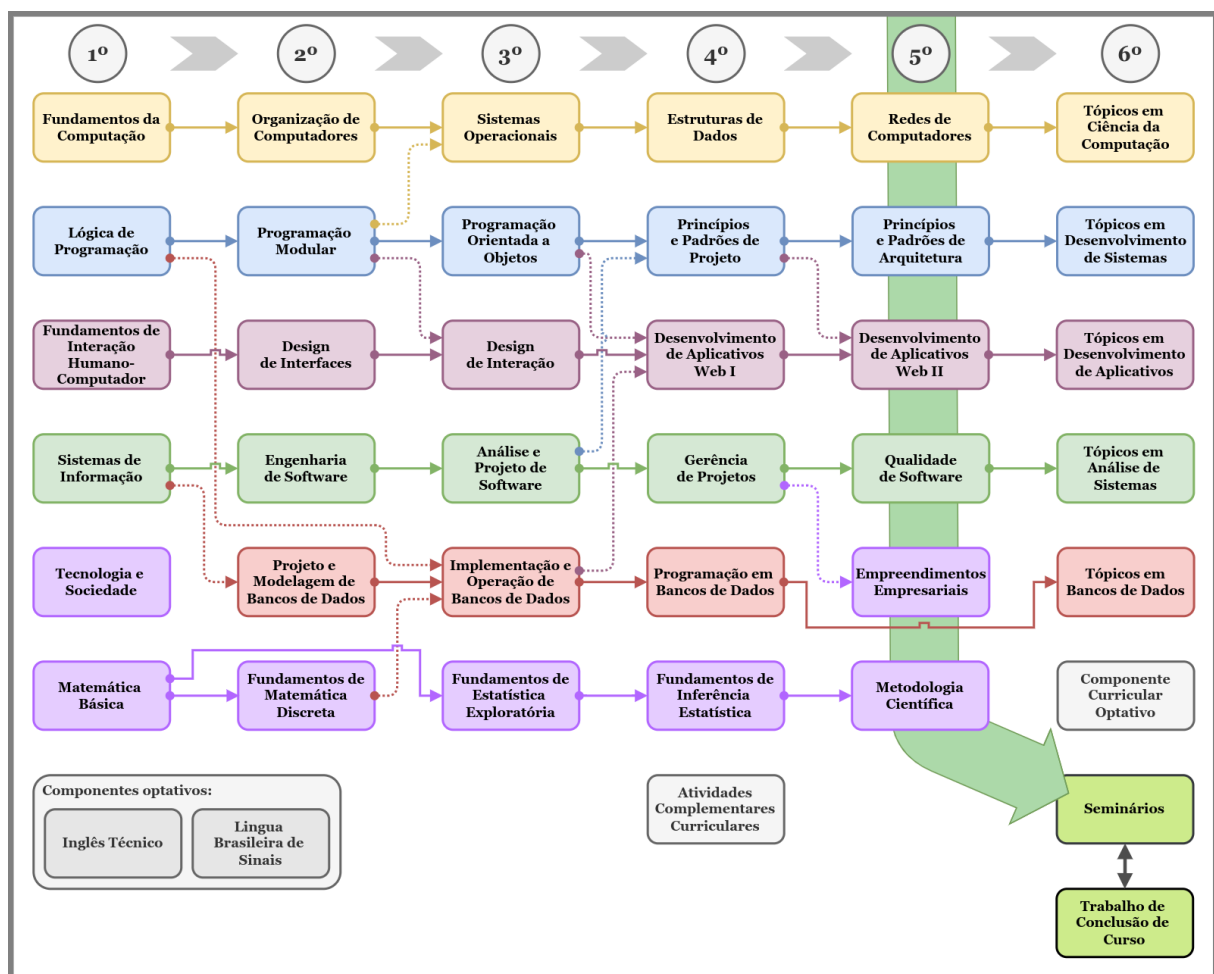 1º
2º
3º
4º
5º
6º
Fundamentos da
Computação
Organização de
Computadores
Sistemas
Operacionais
Estruturas de
Dados
Redes de
Computadores
Tópicos em
Ciência da
Computação
Lógica de
Programação
Programação
Modular
Programação
Orientada a
Objetos
Princípios
e Padrões de
Projeto
Princípios
e Padrões de
Arquitetura
Tópicos em
Desenvolvimento
de Sistemas
Fundamentos de
Interação
Humano-
Computador
Design
de Interfaces
Design
de Interação
Desenvolvimento
de Aplicativos
Web I
Desenvolvimento
de Aplicativos
Web II
Tópicos em
Desenvolvimento
de Aplicativos
Sistemas de
Informação
Engenharia
de Software
Análise e
Projeto de
Software
Gerência
de Projetos
Qualidade
de Software
Tópicos em
Análise de
Sistemas
Tecnologia e
Sociedade
Projeto e
Modelagem de
Bancos de Dados
Implementação e
Operação de
Bancos de Dados
Programação em
Bancos de Dados
Empreendimentos
Empresariais
Tópicos em
Bancos de Dados
Matemática
Básica
Fundamentos de
Matemática
Discreta
Fundamentos de
Estatística
Exploratória
Fundamentos de
Inferência
Estatística
Metodologia
Científica
Componente
Curricular
Optativo
Componentes optativos:
Inglês Técnico
Lingua
Brasileira de
Sinais
Atividades
Complementares
Curriculares
Seminários
Trabalho de
Conclusão de
Curso